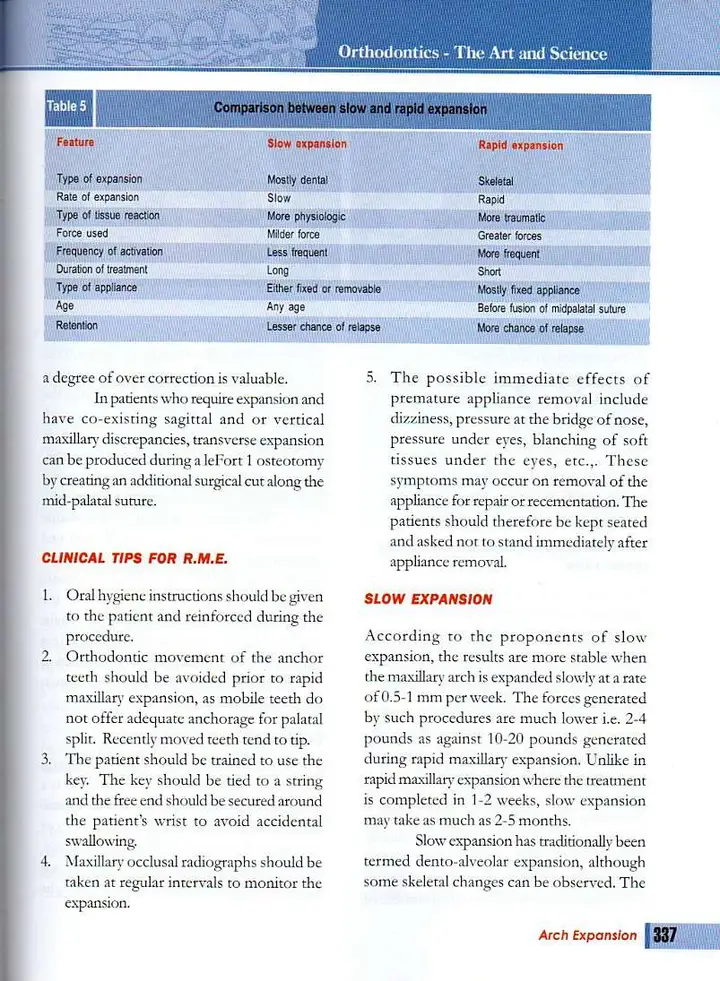 Orthodontics - The Art and Science
Table 5 Comparison between slow and rapid expansion
Feature Slow expansion Rapid expansion
Type of expansion Mostly dental Skeletal
Rate of expansion Slow Rapid
Type of tissue reaction More physiologic More traumatic
Force used Milder force Greater forces
Frequency of activation Less frequent More frequent
Duration of treatment Long Short
Type of appliance Either fixed or removable Mostly fixed appliance
Age Any age Before fusion of midpalatal suture
Retention Lesser chance of relapse More chance of relapse
a degree of over correction is valuable.
In patients who require expansion and
have co-existing sagittal and or vertical
maxillary discrepancies, transverse expansion
can be produced during a leFort 1 osteotomy
by creating an additional surgical cut along the
mid-palatal suture.
CLINICAL TIPS FOR R.M.E.
1. Oral hygiene instructions should be given
to the patient and reinforced during the
procedure.
2. Orthodontic movement of the anchor
teeth should be avoided prior to rapid
maxillary expansion, as mobile teeth do
not offer adequate anchorage for palatal
split. Recently moved teeth tend to tip.
3. The patient should be trained to use the
key. The key should be tied to a string
and the free end should be secured around
the patient's wrist to avoid accidental
swallowing.
4. Maxillary occlusal radiographs should be
taken at regular intervals to monitor the
expansion.
5. The possible immediate effects of
premature appliance removal include
dizziness, pressure at the bridge of nose,
pressure under eyes, blanching of soft
tissues under the eyes, etc.,. These
symptoms may occur on removal of the
appliance for repair or recementation. The
patients should therefore be kept seated
and asked not to stand immediately after
appliance removal.
SLOW EXPANSION
According to the proponents of slow
expansion, the results are more stable when
the maxillary arch is expanded slowly at a rate
of 0.5-1 mm per week. The forces generated
by such procedures are much lower i.e. 2-4
pounds as against 10-20 pounds generated
during rapid maxillary expansion. Unlike in
rapid maxillary expansion where the treatment
is completed in 1-2 weeks, slow expansion
may take as much as 2-5 months.
Slow expansion has traditionally been
termed dento-alveolar expansion, although
some skeletal changes can be observed. The
Arch Expansion 337